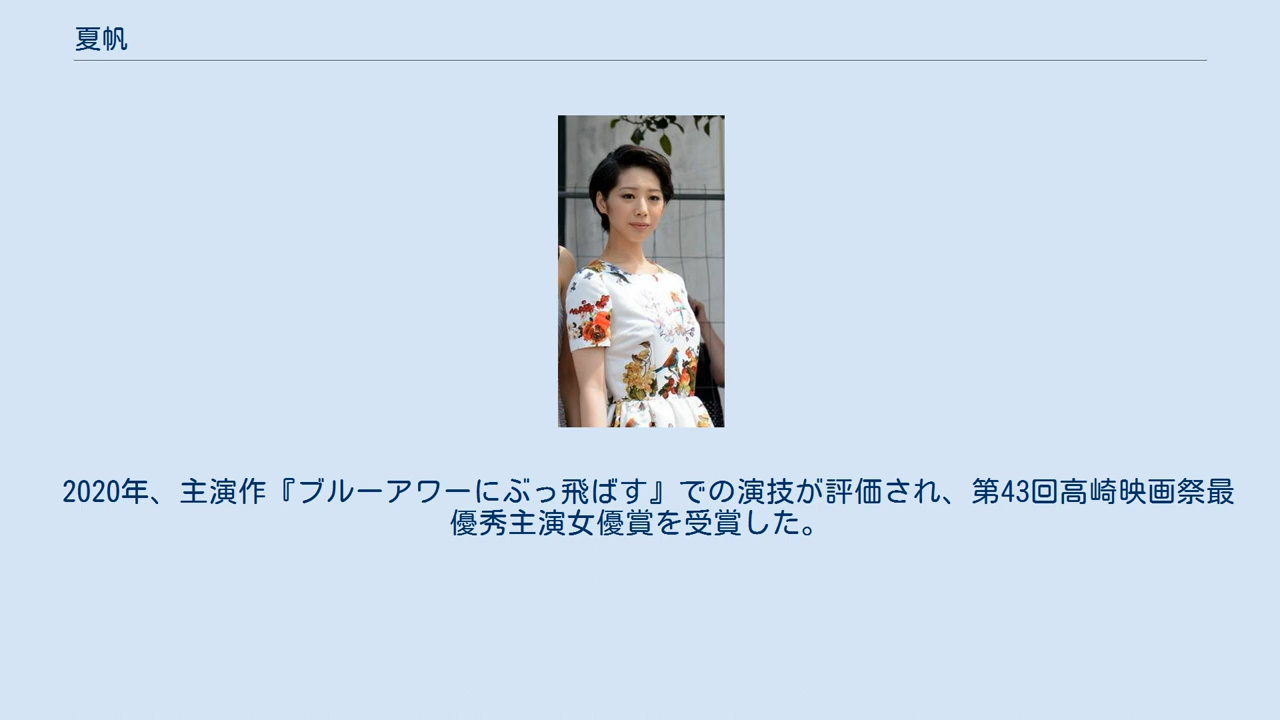 夏帆
2020年、主演作『ブルーアワーにぶっ飛ばす』での演技が評価され、第43回高崎映画祭最
優秀主演女優賞を受賞した。